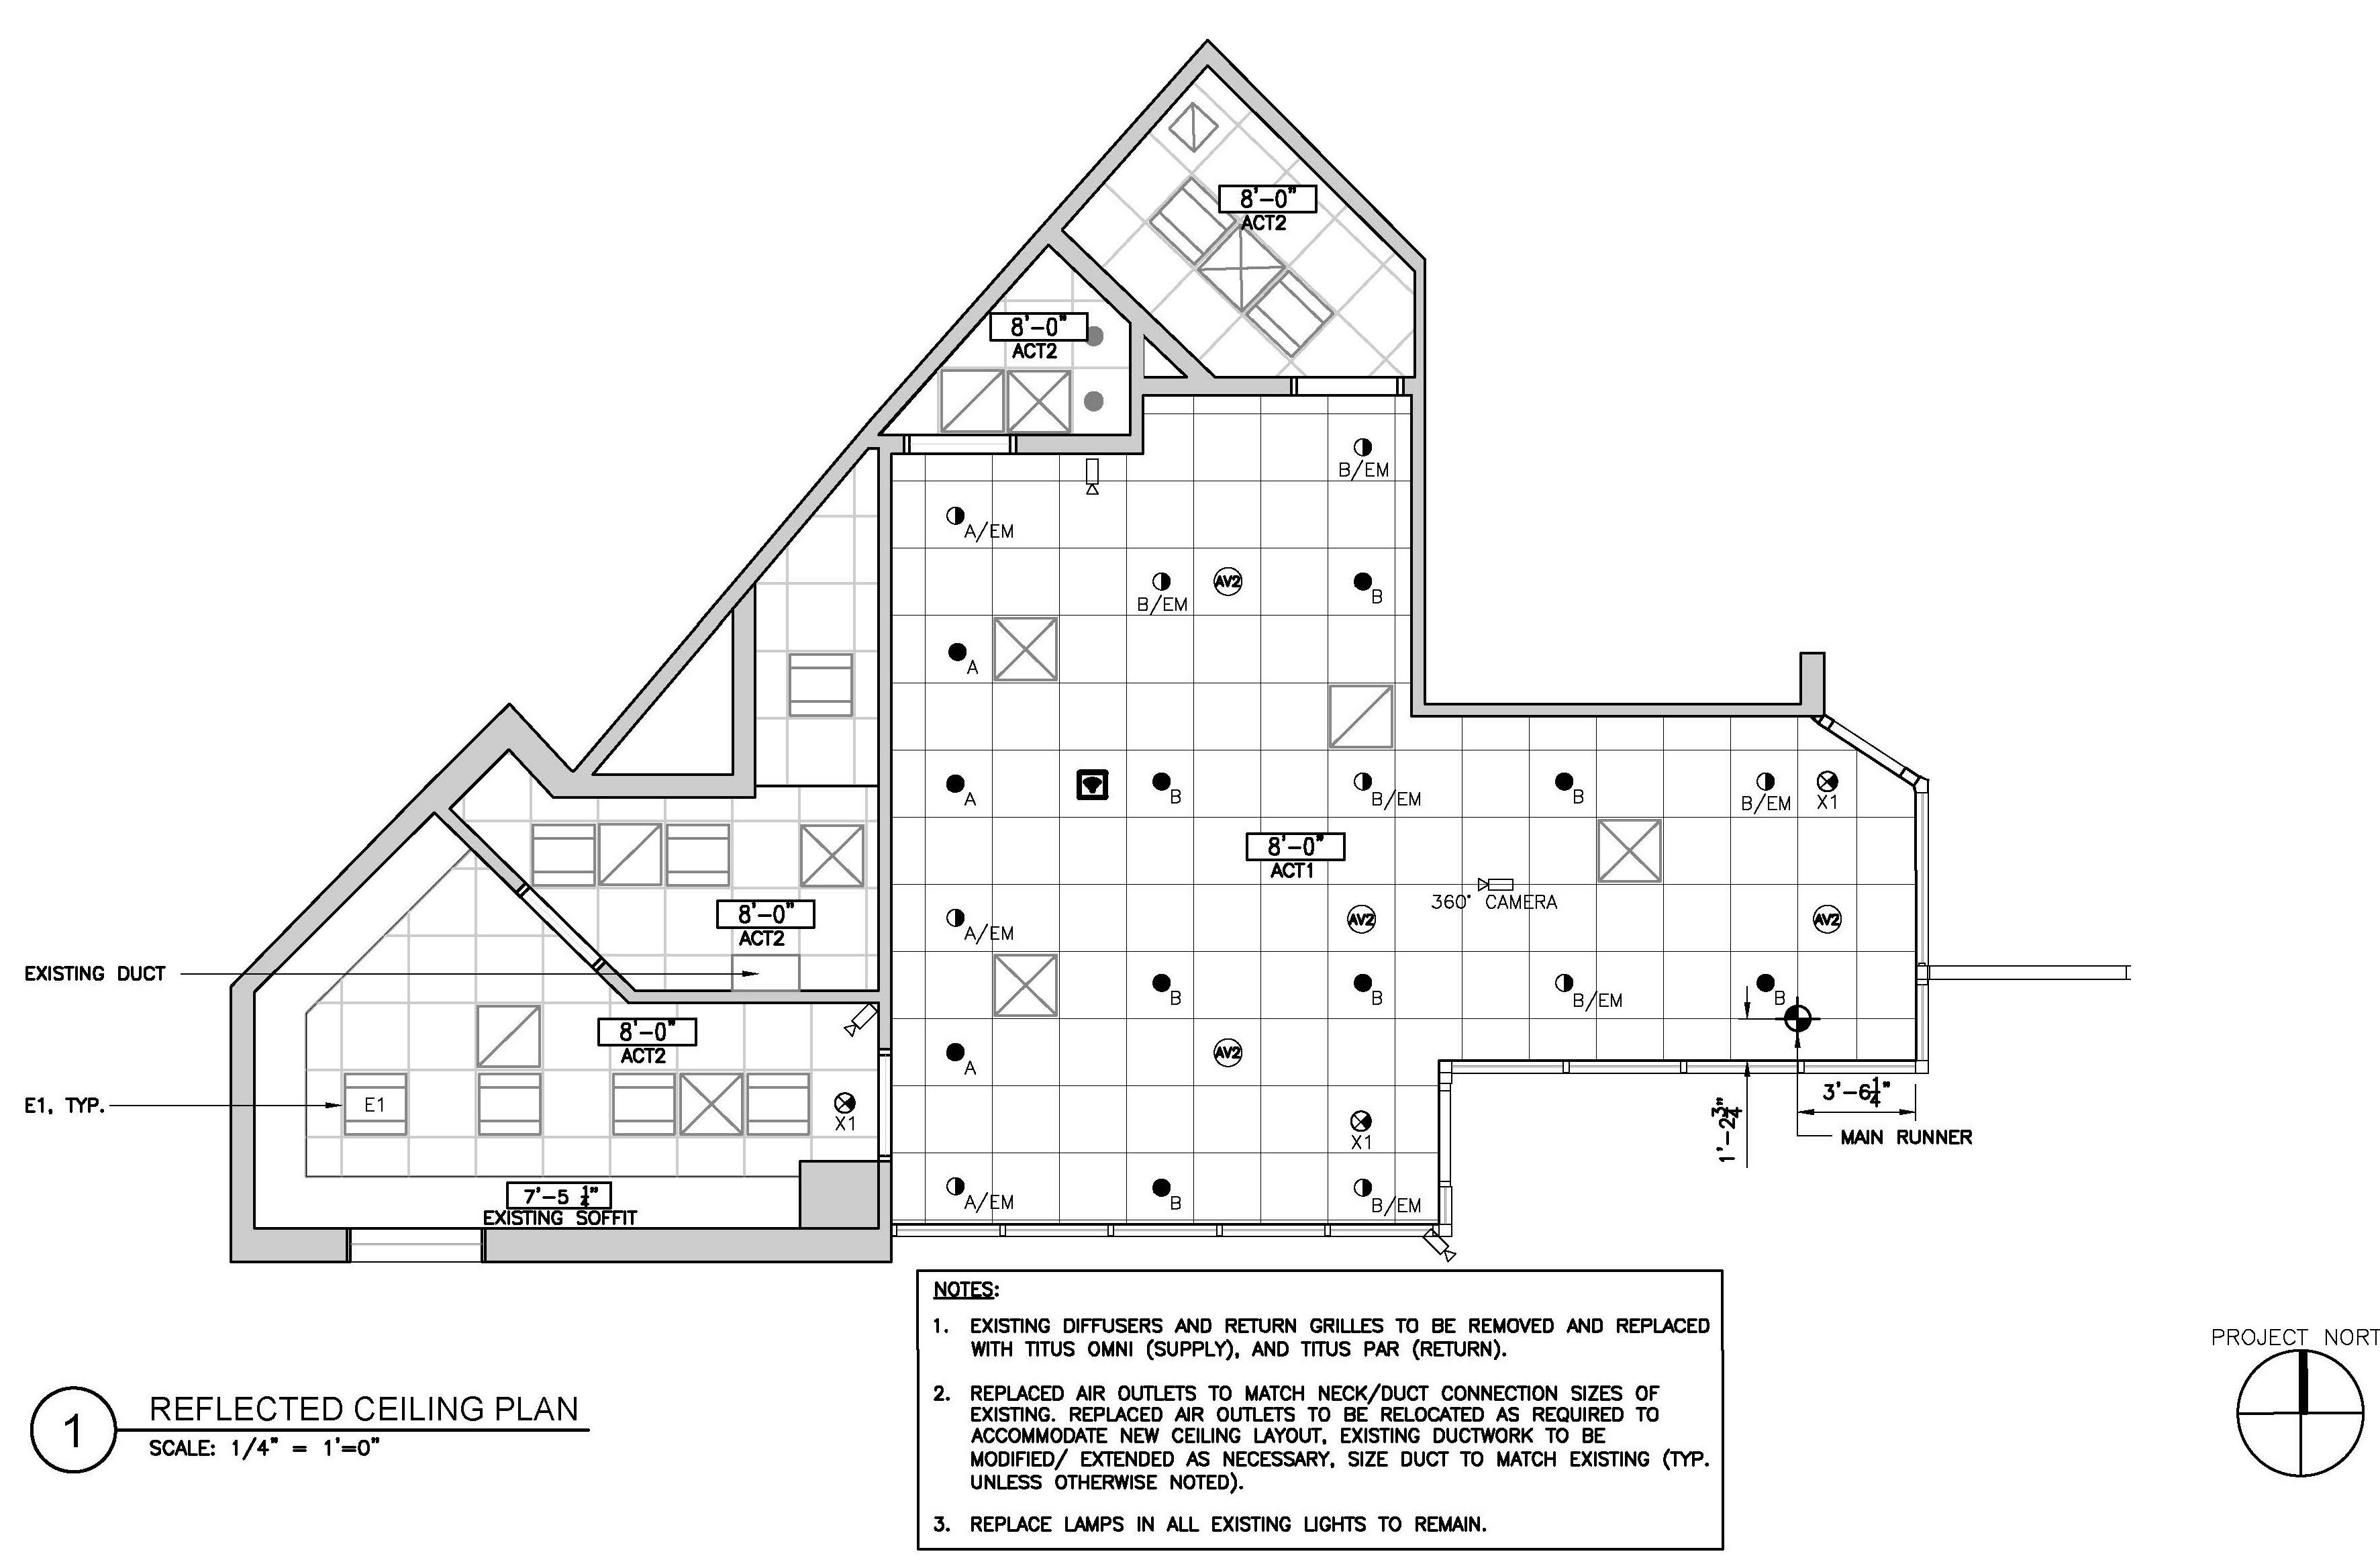 8'-0"
ACT2
8'-0"
ACT2
B/EM
A/EM
B/EM
AV2
B
A
A
B
B/EM
B
B/EM
X1
8'-0"
ACT1
360° CAMERA
8'-0"
ACT2
A/EM
AV2
AV2
EXISTING DUCT
B
B
B/EM
B
8'-0"
ACT2
A
AV2
E1, TYP.
E1
X1
X1
3'-6 1/4"
1'-2 3/4"
MAIN RUNNER
7'-5 1/4"
EXISTING SOFFIT
A/EM
B
B/EM
NOTES:
1. EXISTING DIFFUSERS AND RETURN GRILLES TO BE REMOVED AND REPLACED
WITH TITUS OMNI (SUPPLY), AND TITUS PAR (RETURN).
2. REPLACED AIR OUTLETS TO MATCH NECK/DUCT CONNECTION SIZES OF
EXISTING. REPLACED AIR OUTLETS TO BE RELOCATED AS REQUIRED TO
ACCOMMODATE NEW CEILING LAYOUT, EXISTING DUCTWORK TO BE
MODIFIED/ EXTENDED AS NECESSARY, SIZE DUCT TO MATCH EXISTING (TYP.
UNLESS OTHERWISE NOTED).
3. REPLACE LAMPS IN ALL EXISTING LIGHTS TO REMAIN.
1
REFLECTED CEILING PLAN
SCALE: 1/4" = 1'=0"
PROJECT NORT